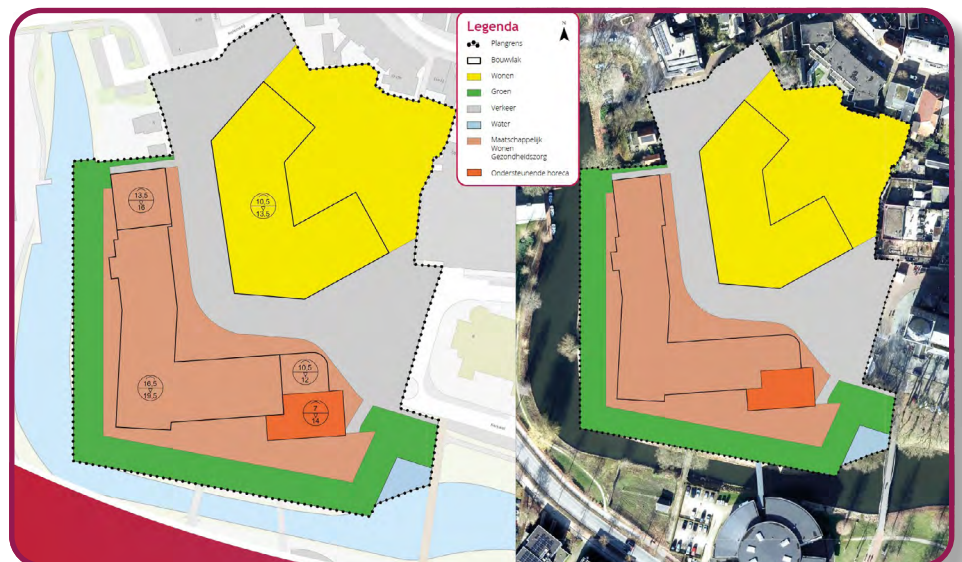 Legenda
N
Plangrens
Bouwvlak
Wonen
Groen
Verkeer
Water
Maatschappelijk
Wonen
Gezondheidszorg
Ondersteunende horeca
13,5
16
10,5
13,5
16,5
19,5
10,5
12
7
14